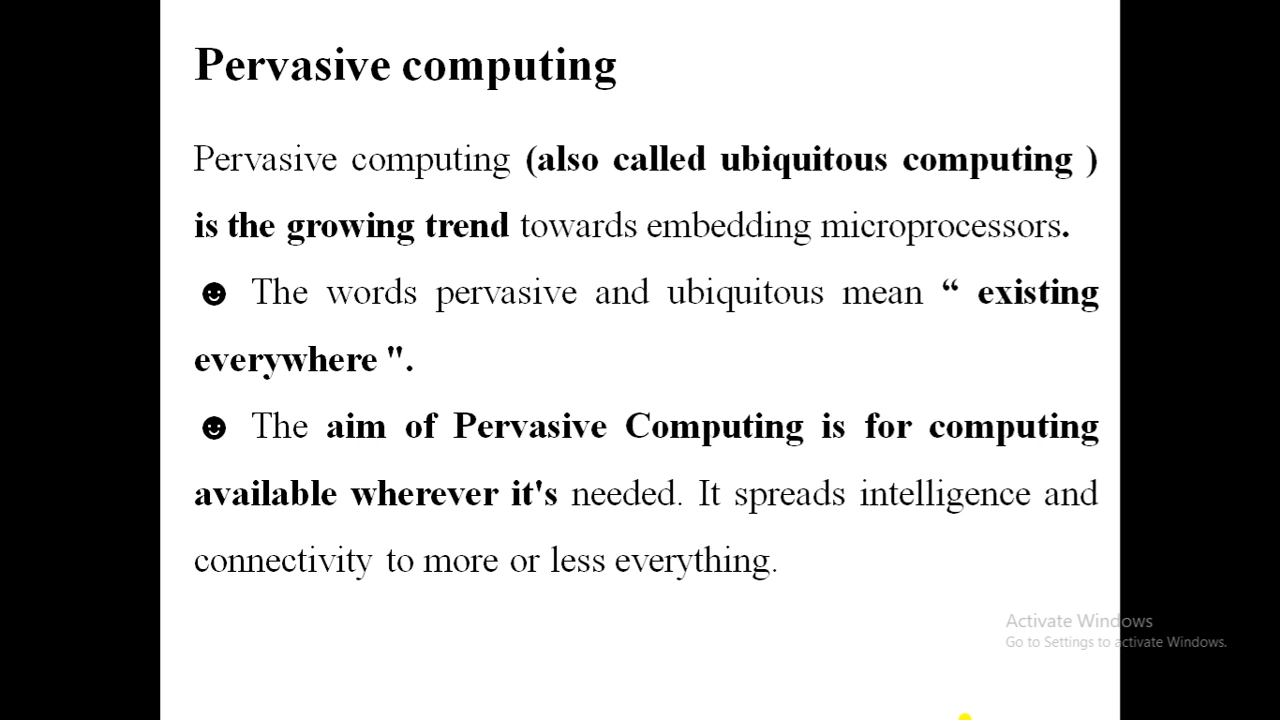 Pervasive computing
Pervasive computing (also called ubiquitous computing )
is the growing trend towards embedding microprocessors.
☻ The words pervasive and ubiquitous mean “ existing
everywhere ".
☻ The aim of Pervasive Computing is for computing
available wherever it's needed. It spreads intelligence and
connectivity to more or less everything.
Activate Windows
Go to Settings to activate Windows.